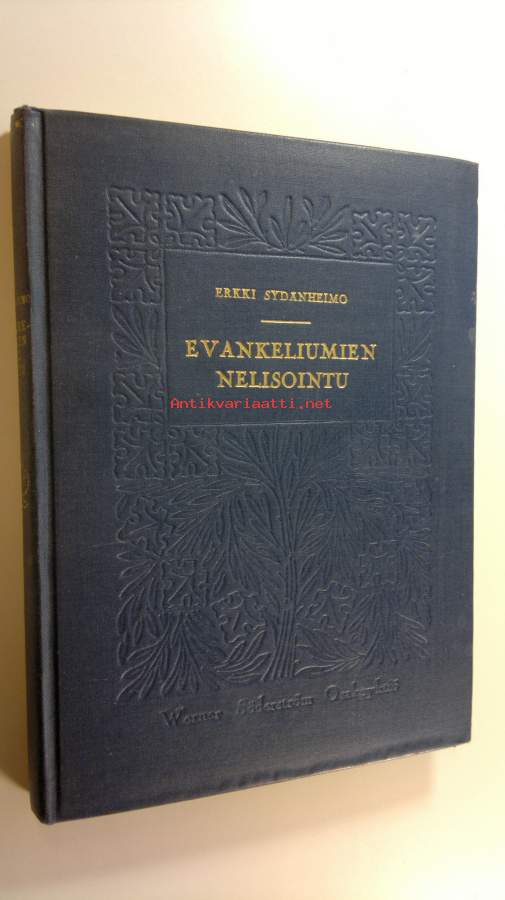 ERKKI SYDÄNHEIMO
EVANKELIUMIEN
NELISOINTU
Antikvariaatti.net
Werner Söderström Osakeyhtiö